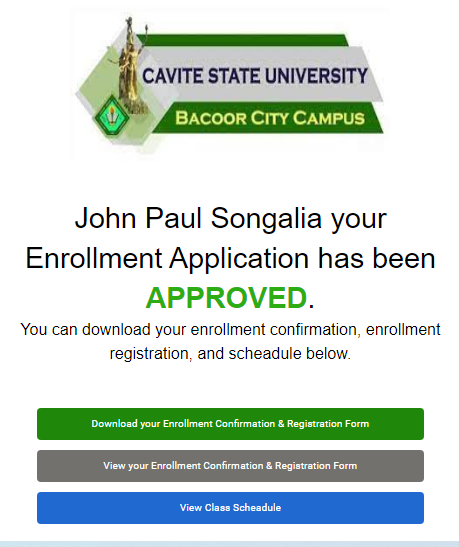 CAVITE STATE UNIVERSITY
BACOOR CITY CAMPUS
John Paul Songalia your
Enrollment Application has been
APPROVED.
You can download your enrollment confirmation, enrollment
registration, and scheadule below.
Download your Enrollment Confirmation & Registration Form
View your Enrollment Confirmation & Registration Form
View Class Scheadule